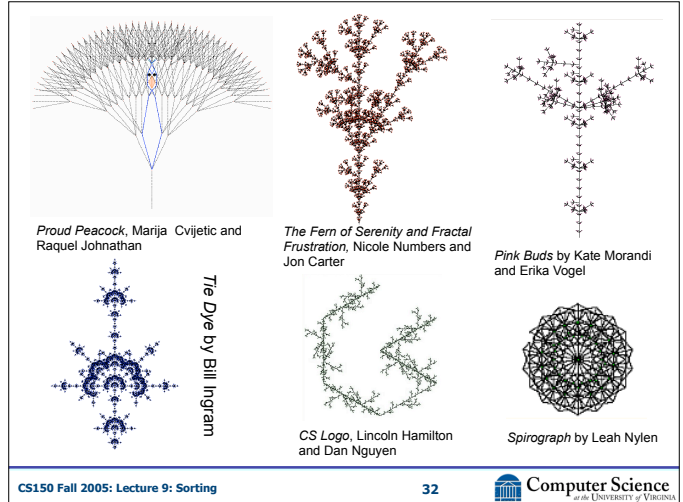 Proud Peacock, Marija Cvijetic and
Raquel Johnathan
The Fern of Serenity and Fractal
Frustration, Nicole Numbers and
Jon Carter
Pink Buds by Kate Morandi
and Erika Vogel
Tie Dye by Bill Ingram
CS Logo, Lincoln Hamilton
and Dan Nguyen
Spirograph by Leah Nylen
CS150 Fall 2005: Lecture 9: Sorting
32
Computer Science
at the UNIVERSITY of VIRGINIA